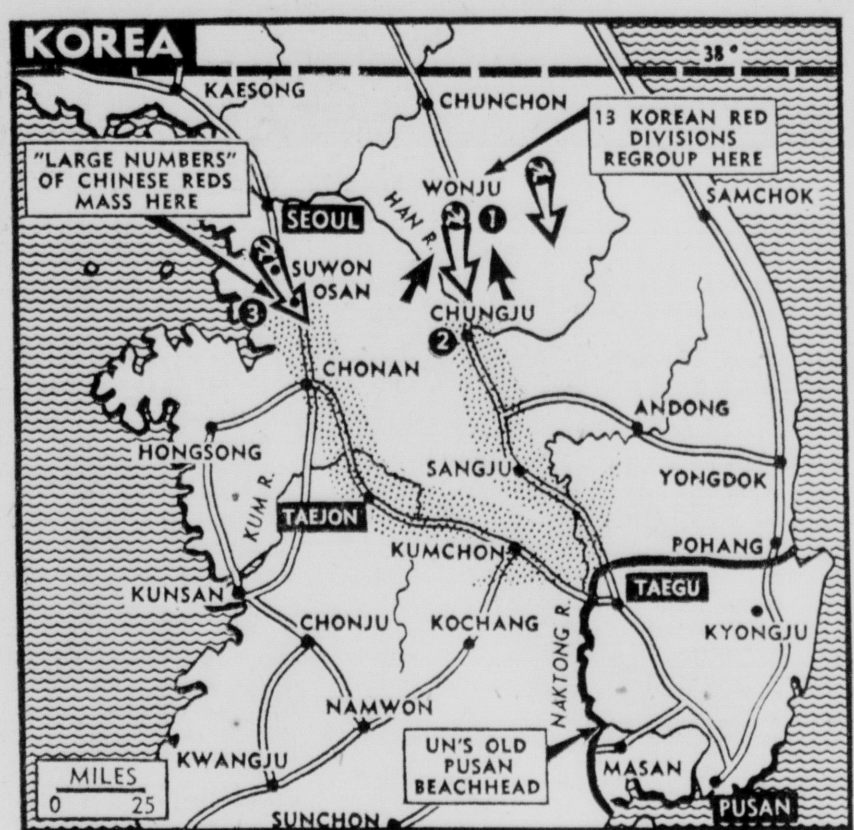 KOREA
38°
KAESONG
CHUNCHON
13 KOREAN RED
DIVISIONS
REGROUP HERE
"LARGE NUMBERS"
OF CHINESE REDS
MASS HERE
WONJU
SAMCHOK
HAN R.
1
SEOUL
SUWON
OSAN
3
CHUNGJU
2
CHONAN
ANDONG
HONGSONG
SANGJU
YONGDOK
KUM R.
TAEJON
KUMCHON
POHANG
KUNSAN
TAEGU
CHONJU
KOCHANG
KYONGJU
NAKTONG R.
NAMWON
KWANGJU
UN'S OLD
PUSAN
BEACHHEAD
MASAN
MILES
0 25
PUSAN
SUNCHON